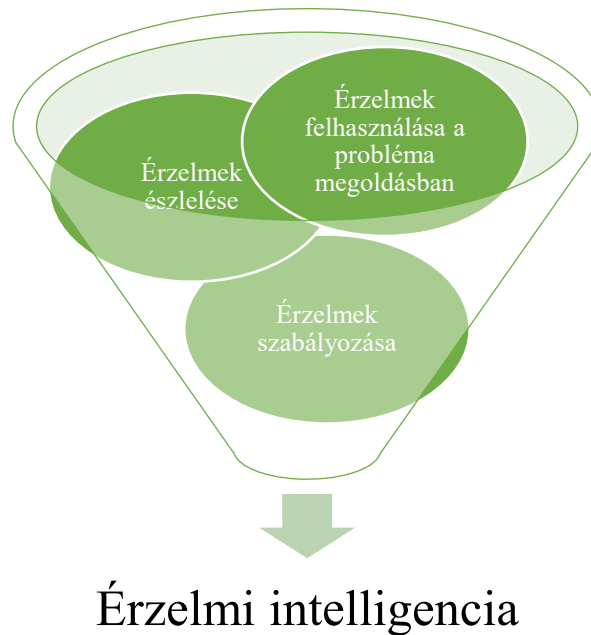 Érzelmek
felhasználása a
probléma
megoldásban
Érzelmek
észlelése
Érzelmek
szabályozása
Érzelmi intelligencia